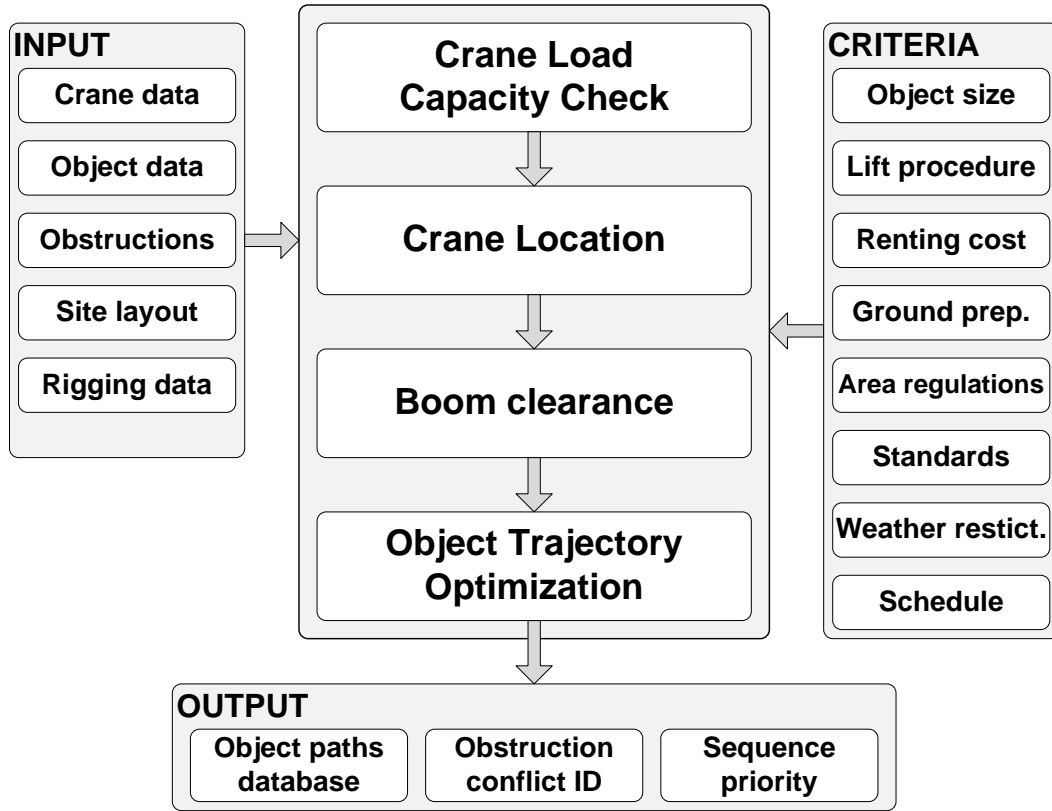 INPUT
Crane data
Object data
Obstructions
Site layout
Rigging data
Crane Load
Capacity Check
Crane Location
Boom clearance
Object Trajectory
Optimization
CRITERIA
Object size
Lift procedure
Renting cost
Ground prep.
Area regulations
Standards
Weather restict.
Schedule
OUTPUT
Object paths
database
Obstruction
conflict ID
Sequence
priority